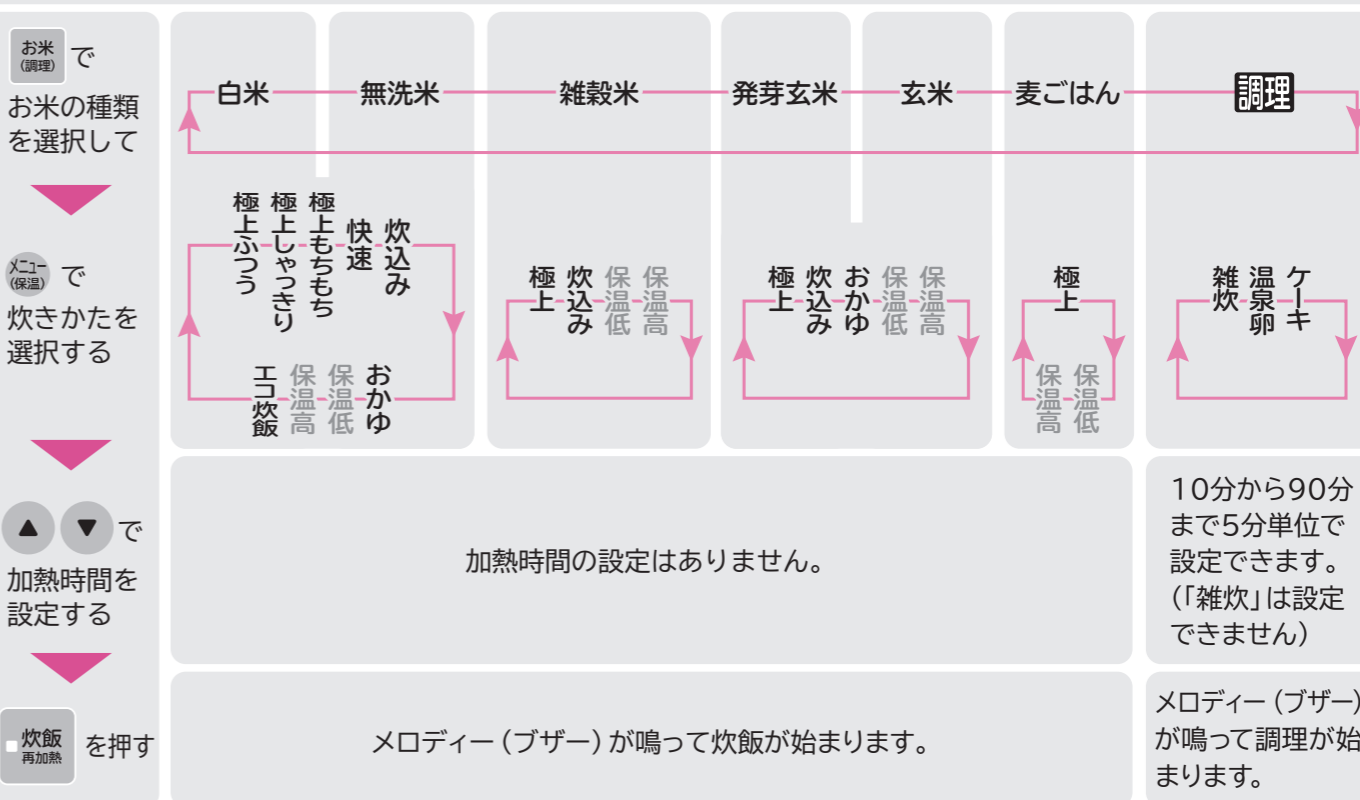 お米
(調理)
で
お米の種類
を選択して
白米
無洗米
雑穀米
発芽玄米
玄米
麦ごはん
調理
メニュー
(保温)
で
炊きかたを
選択する
極上ふつう
極上しゃっきり
極上もちもち
快速
炊込み
エコ炊飯
保温高
保温低
おかゆ
極上
炊込み
保温低
保温高
極上
炊込み
おかゆ
保温低
保温高
極上
保温高
保温低
雑炊
温泉卵
ケーキ
▲ ▼ で
加熱時間を
設定する
加熱時間の設定はありません。
10分から90分
まで5分単位で
設定できます。
(「雑炊」は設定
できません)
炊飯
再加熱
を押す
メロディー(ブザー)が鳴って炊飯が始まります。
メロディー(ブザー)
が鳴って調理が始
まります。